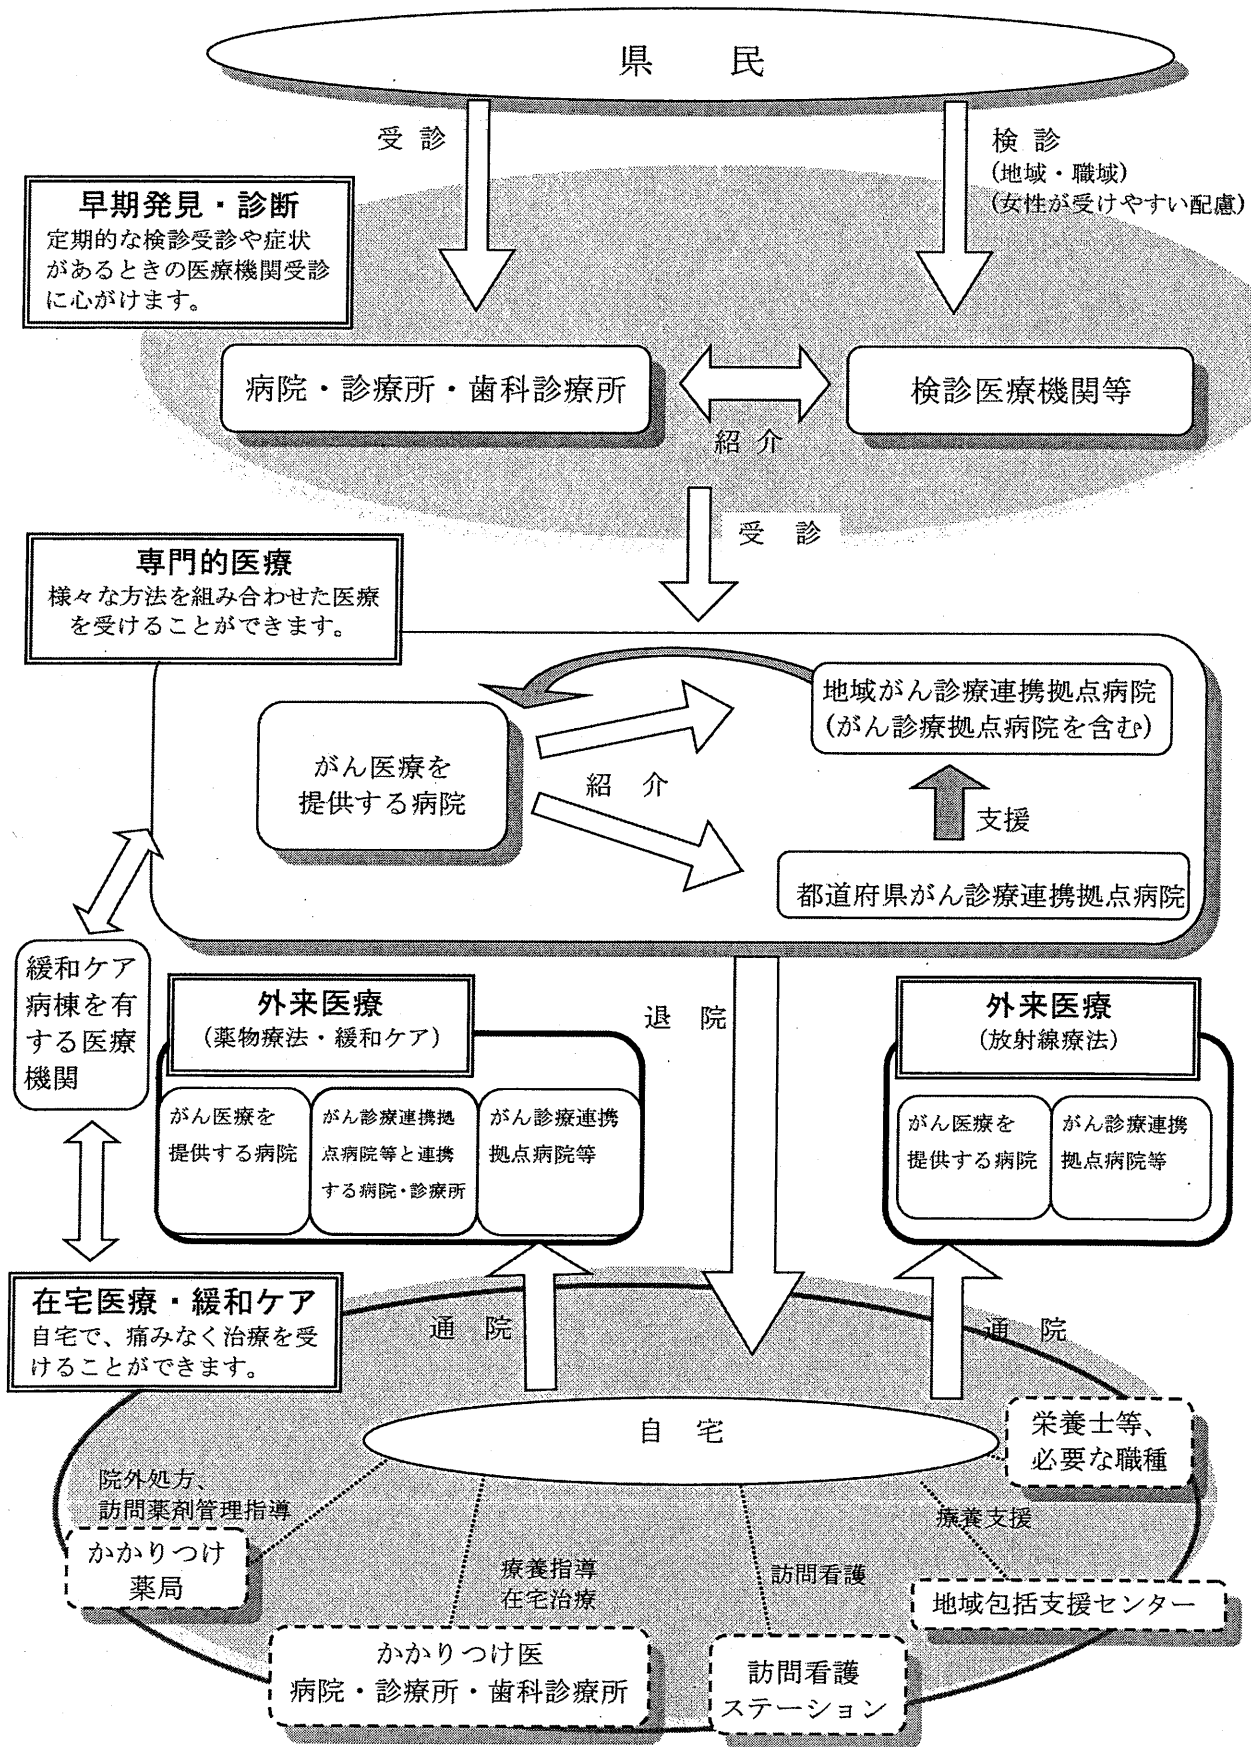 県 民
受 診
検 診
(地域・職域)
(女性が受けやすい配慮)
早期発見・診断
定期的な検診受診や症状
があるときの医療機関受診
に心がけます。
病院・診療所・歯科診療所
検診医療機関等
紹 介
受 診
専門的医療
様々な方法を組み合わせた医療
を受けることができます。
地域がん診療連携拠点病院
(がん診療拠点病院を含む)
がん医療を
提供する病院
紹 介
支援
都道府県がん診療連携拠点病院
緩和ケア
病棟を有
する医療
機関
外来医療
(薬物療法・緩和ケア)
がん医療を
提供する病院
がん診療連携拠
点病院等と連携
する病院・診療所
がん診療連携
拠点病院等
退 院
外来医療
(放射線療法)
がん医療を
提供する病院
がん診療連携
拠点病院等
在宅医療・緩和ケア
自宅で、痛みなく治療を受
けることができます。
通 院
通 院
自 宅
栄養士等、
必要な職種
院外処方、
訪問薬剤管理指導
かかりつけ
薬局
療養指導
在宅治療
訪問看護
療養支援
地域包括支援センター
かかりつけ医
病院・診療所・歯科診療所
訪問看護
ステーション